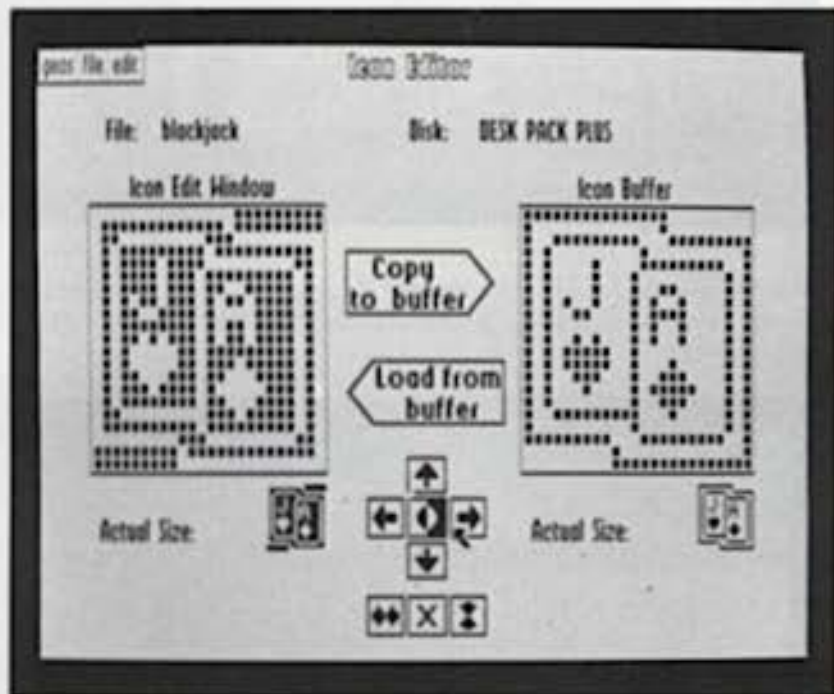 geos file edit
Icon Editor
File: blackjack
Disk: DESK PACK PLUS
Icon Edit Window
Icon Buffer
Copy
to buffer
J
A
J
A
Load from
buffer
Actual Size:
Actual Size:
X